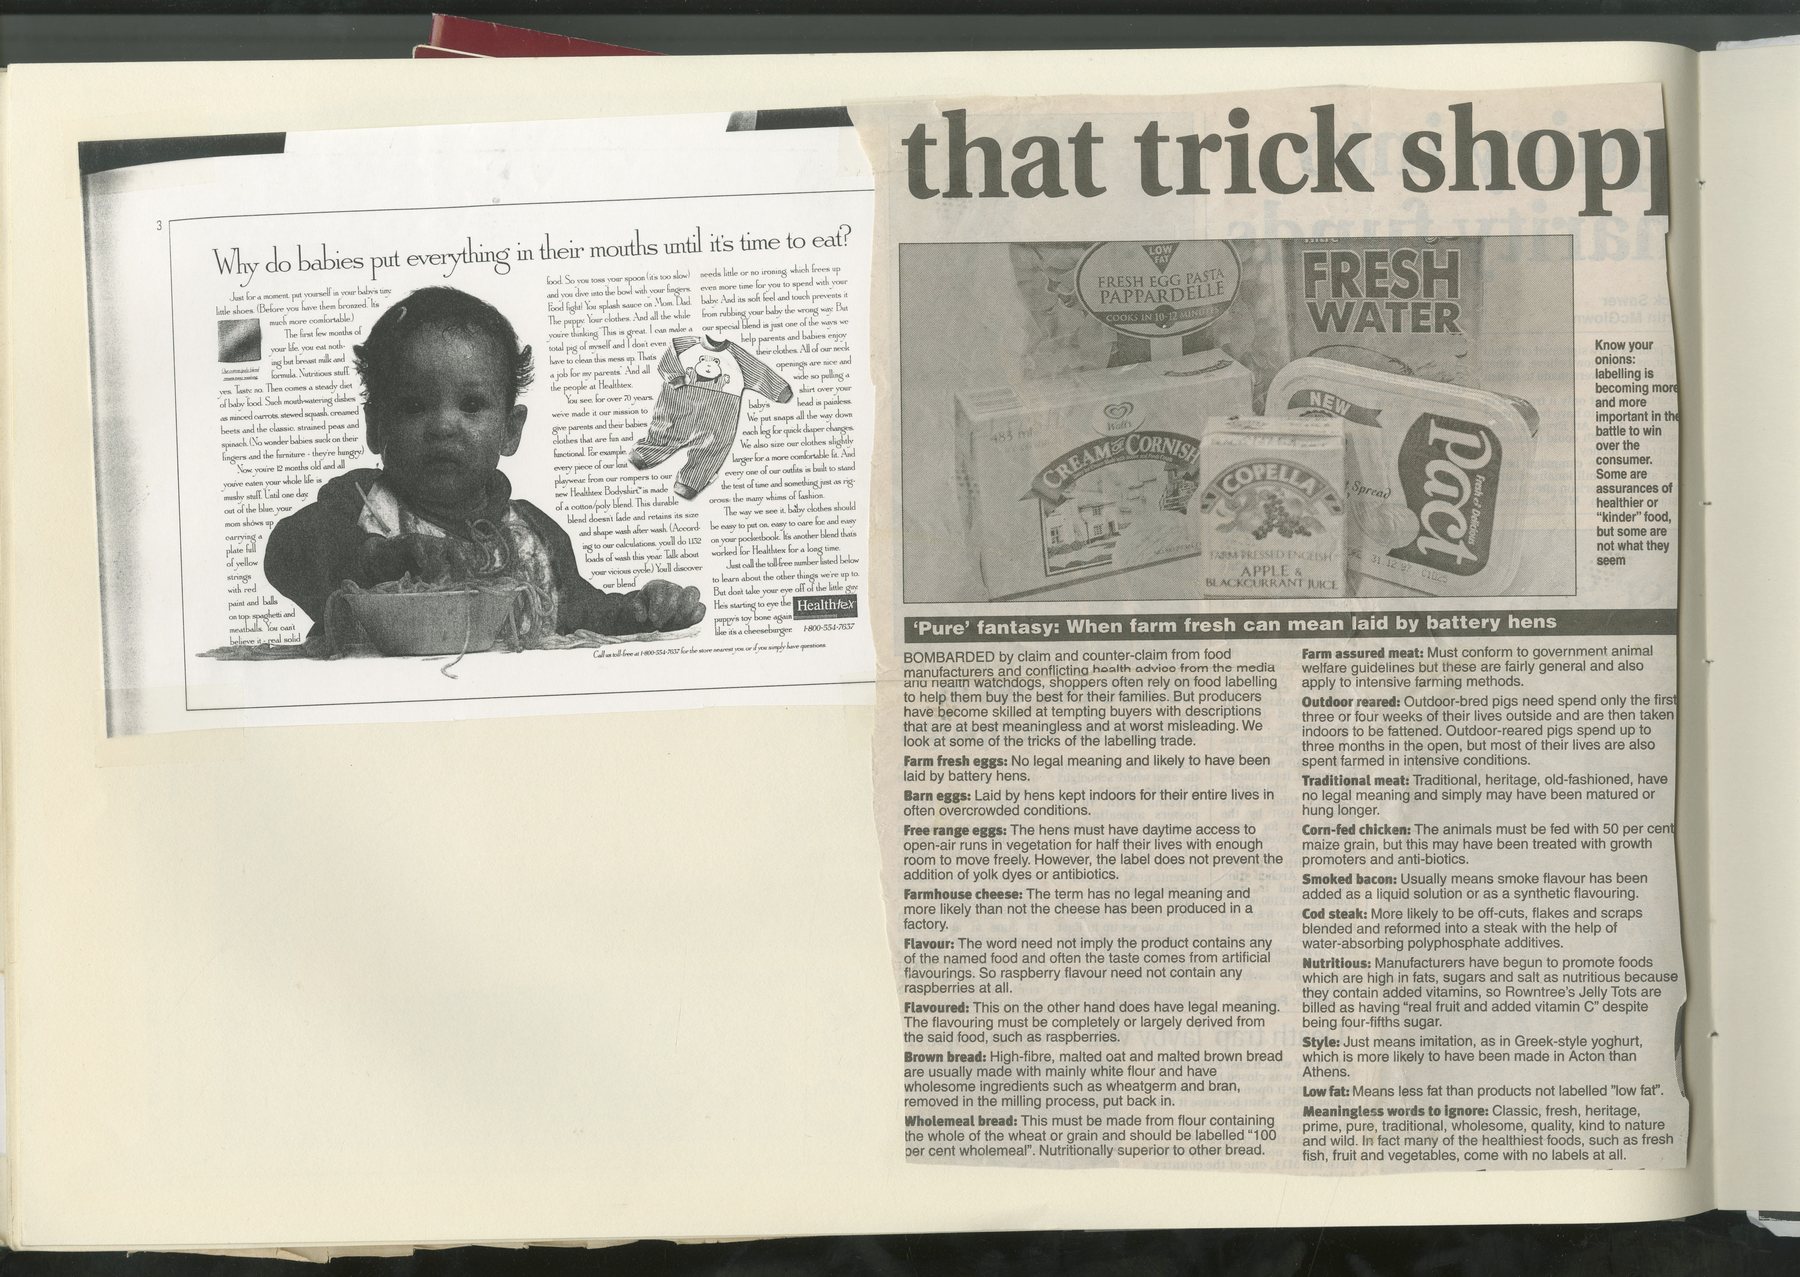 3
Why do babies put everything in their mouths until it's time to eat?
Just for a moment, put yourself in your baby's tiny
little shoes. (Before you have them bronzed. It's
much more comfortable.)
The first few months of
your life, you eat noth-
ing but breast milk and
formula. Nutritious stuff,
yes. Tasty, no. Then comes a steady diet
of baby food. Such mouth-watering dishes
as minced carrots, stewed squash, creamed
beets and the classic, strained peas and
spinach. (No wonder babies suck on their
fingers and the furniture - they're hungry.)
Now you're 12 months old and all
you've eaten your whole life is
mushy stuff. Until one day,
out of the blue, your
mom shows up
carrying a
plate full
of yellow
strings
with red
paint and balls
on top: spaghetti and
meatballs. You can't
believe it - real solid
food. So you toss your spoon (it's too slow)
and you dive into the bowl with your fingers.
Food fight! You splash sauce on Mom. Dad.
The puppy. Your clothes. And all the while
you're thinking, "This is great. I can make a
total pig of myself and I don't even
have to clean this mess up. That's
a job for my parents." And all
the people at Healthtex.
You see, for over 70 years,
we've made it our mission to
give parents and their babies
clothes that are fun and
functional. For example,
every piece of our knit
playwear from our rompers to our
new Healthtex Bodyshirt™ is made
of a cotton/poly blend. This durable
blend doesn't fade and retains its size
and shape wash after wash. (Accord-
ing to our calculations, you'll do 1,132
loads of wash this year. Talk about
your vicious cycle.) You'll discover
our blend
needs little or no ironing, which frees up
even more time for you to spend with your
baby. And its soft feel and touch prevents it
from rubbing your baby the wrong way. But
our special blend is just one of the ways we
help parents and babies enjoy
their clothes. All of our neck
openings are nice and
wide so pulling a
shirt over your
baby's head is painless.
We put snaps all the way down
each leg for quick diaper changes.
We also size our clothes slightly
larger for a more comfortable fit. And
every one of our outfits is built to stand
the test of time and something just as rig-
orous: the many whims of fashion.
The way we see it, baby clothes should
be easy to put on, easy to care for and easy
on your pocketbook. It's another blend that's
worked for Healthtex for a long time.
Just call the toll-free number listed below
to learn about the other things we're up to.
But don't take your eye off of the little guy.
He's starting to eye the
puppy's toy bone again
like it's a cheeseburger.
Healthtex
1-800-554-7637
Call us toll-free at 1-800-554-7637 for the store nearest you, or if you simply have questions.
that trick shopp
LOW
FAT
FRESH EGG PASTA
PAPPARDELLE
COOKS IN 10-12 MINUTES
FRESH
WATER
483 ml
Wall's
CREAM OF CORNISH
COPELLA
FARM PRESSED ENGLISH
APPLE &
BLACKCURRANT JUICE
NEW
Spread
Pact
Fresh & Delicious
31 12 97
Know your
onions:
labelling is
becoming more
and more
important in the
battle to win
over the
consumer.
Some are
assurances of
healthier or
"kinder" food,
but some are
not what they
seem
'Pure' fantasy: When farm fresh can mean laid by battery hens
BOMBARDED by claim and counter-claim from food
manufacturers and conflicting health advice from the media
and health watchdogs, shoppers often rely on food labelling
to help them buy the best for their families. But producers
have become skilled at tempting buyers with descriptions
that are at best meaningless and at worst misleading. We
look at some of the tricks of the labelling trade.
Farm fresh eggs: No legal meaning and likely to have been
laid by battery hens.
Barn eggs: Laid by hens kept indoors for their entire lives in
often overcrowded conditions.
Free range eggs: The hens must have daytime access to
open-air runs in vegetation for half their lives with enough
room to move freely. However, the label does not prevent the
addition of yolk dyes or antibiotics.
Farmhouse cheese: The term has no legal meaning and
more likely than not the cheese has been produced in a
factory.
Flavour: The word need not imply the product contains any
of the named food and often the taste comes from artificial
flavourings. So raspberry flavour need not contain any
raspberries at all.
Flavoured: This on the other hand does have legal meaning.
The flavouring must be completely or largely derived from
the said food, such as raspberries.
Brown bread: High-fibre, malted oat and malted brown bread
are usually made with mainly white flour and have
wholesome ingredients such as wheatgerm and bran,
removed in the milling process, put back in.
Wholemeal bread: This must be made from flour containing
the whole of the wheat or grain and should be labelled "100
per cent wholemeal". Nutritionally superior to other bread.
Farm assured meat: Must conform to government animal
welfare guidelines but these are fairly general and also
apply to intensive farming methods.
Outdoor reared: Outdoor-bred pigs need spend only the first
three or four weeks of their lives outside and are then taken
indoors to be fattened. Outdoor-reared pigs spend up to
three months in the open, but most of their lives are also
spent farmed in intensive conditions.
Traditional meat: Traditional, heritage, old-fashioned, have
no legal meaning and simply may have been matured or
hung longer.
Corn-fed chicken: The animals must be fed with 50 per cent
maize grain, but this may have been treated with growth
promoters and anti-biotics.
Smoked bacon: Usually means smoke flavour has been
added as a liquid solution or as a synthetic flavouring.
Cod steak: More likely to be off-cuts, flakes and scraps
blended and reformed into a steak with the help of
water-absorbing polyphosphate additives.
Nutritious: Manufacturers have begun to promote foods
which are high in fats, sugars and salt as nutritious because
they contain added vitamins, so Rowntree's Jelly Tots are
billed as having "real fruit and added vitamin C" despite
being four-fifths sugar.
Style: Just means imitation, as in Greek-style yoghurt,
which is more likely to have been made in Acton than
Athens.
Low fat: Means less fat than products not labelled "low fat".
Meaningless words to ignore: Classic, fresh, heritage,
prime, pure, traditional, wholesome, quality, kind to nature
and wild. In fact many of the healthiest foods, such as fresh
fish, fruit and vegetables, come with no labels at all.